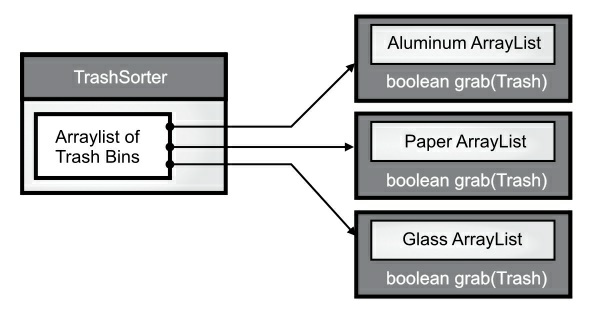 TrashSorter
Arraylist of
Trash Bins
Aluminum ArrayList
boolean grab(Trash)
Paper ArrayList
boolean grab(Trash)
Glass ArrayList
boolean grab(Trash)